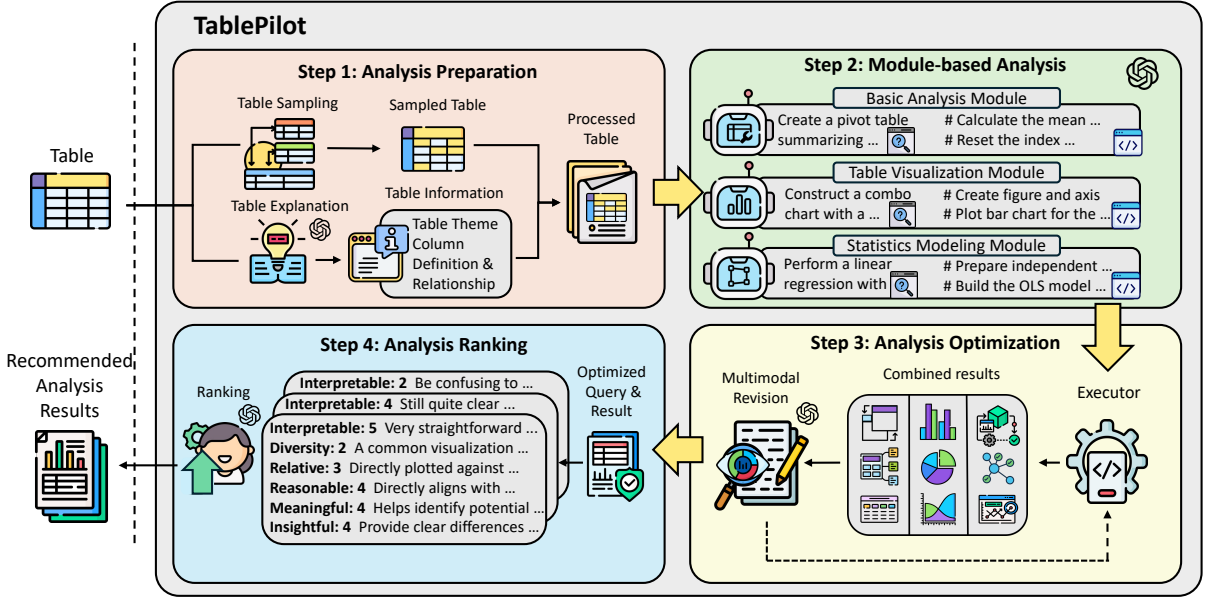 TablePilot
Table
Step 1: Analysis Preparation
Table Sampling
Sampled Table
Processed
Table
Table Explanation
Table Information
Table Theme
Column
Definition &
Relationship
Step 2: Module-based Analysis
Basic Analysis Module
Create a pivot table
summarizing ...
# Calculate the mean ...
# Reset the index ...
Table Visualization Module
Construct a combo
chart with a ...
# Create figure and axis
# Plot bar chart for the ...
Statistics Modeling Module
Perform a linear
regression with
# Prepare independent ...
# Build the OLS model ...
Step 3: Analysis Optimization
Multimodal
Revision
Combined results
Executor
Step 4: Analysis Ranking
Ranking
Interpretable: 2 Be confusing to ...
Interpretable: 4 Still quite clear ...
Interpretable: 5 Very straightforward ...
Diversity: 2 A common visualization ...
Relative: 3 Directly plotted against ...
Reasonable: 4 Directly aligns with ...
Meaningful: 4 Helps identify potential ...
Insightful: 4 Provide clear differences ...
Optimized
Query &
Result
Recommended
Analysis
Results